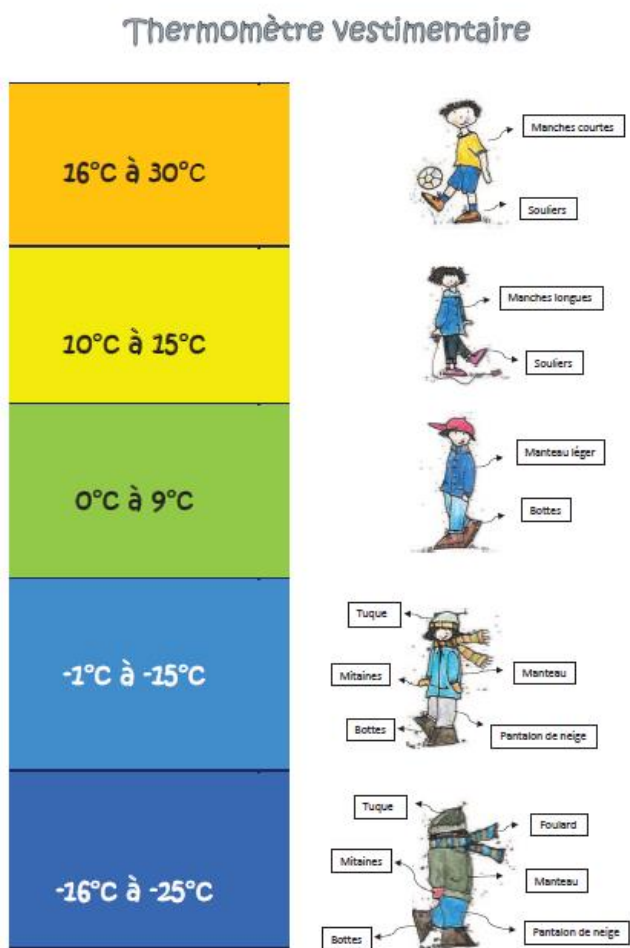 Thermomètre vestimentaire
16°C à 30°C
Manches courtes
Souliers
10°C à 15°C
Manches longues
Souliers
0°C à 9°C
Manteau léger
Bottes
-1°C à -15°C
Tuque
Mitaines
Manteau
Bottes
Pantalon de neige
-16°C à -25°C
Tuque
Foulard
Mitaines
Manteau
Bottes
Pantalon de neige